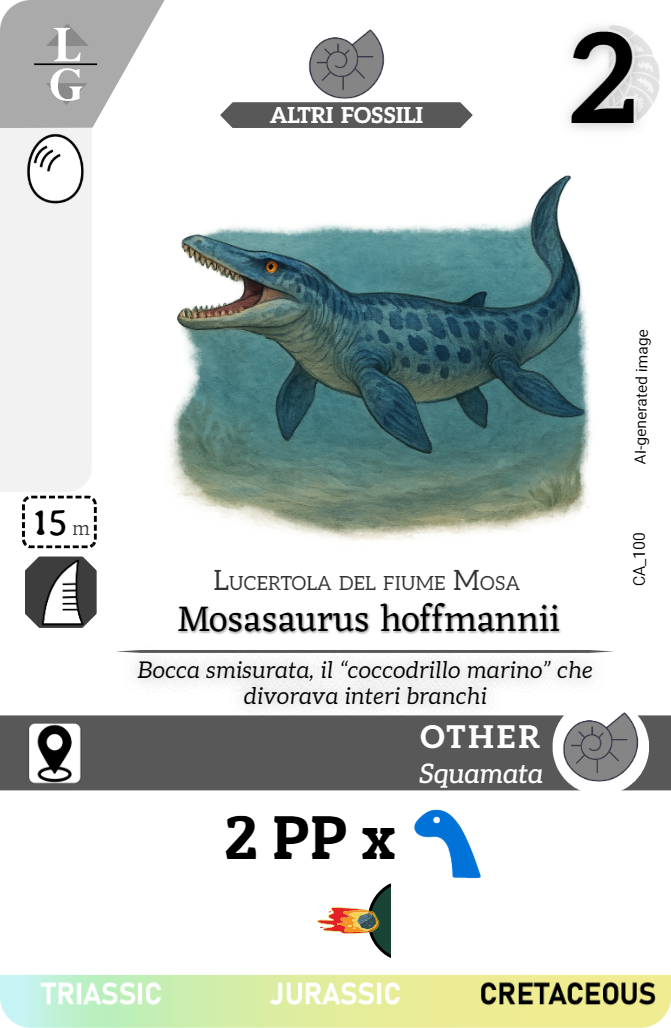 L
G
ALTRI FOSSILI
2
AI-generated image
CA_100
15 m
Lucertola del fiume Mosa
Mosasaurus hoffmannii
Bocca smisurata, il “coccodrillo marino” che
divorava interi branchi
OTHER
Squamata
2 PP x
TRIASSIC JURASSIC CRETACEOUS